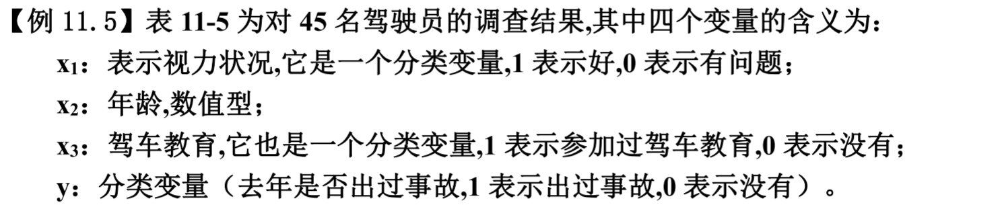 【例 11.5】表 11-5 为对 45 名驾驶员的调查结果,其中四个变量的含义为：
x1：表示视力状况,它是一个分类变量,1 表示好,0 表示有问题；
x2：年龄,数值型；
x3：驾车教育,它也是一个分类变量,1 表示参加过驾车教育,0 表示没有；
y：分类变量（去年是否出过事故,1 表示出过事故,0 表示没有）。